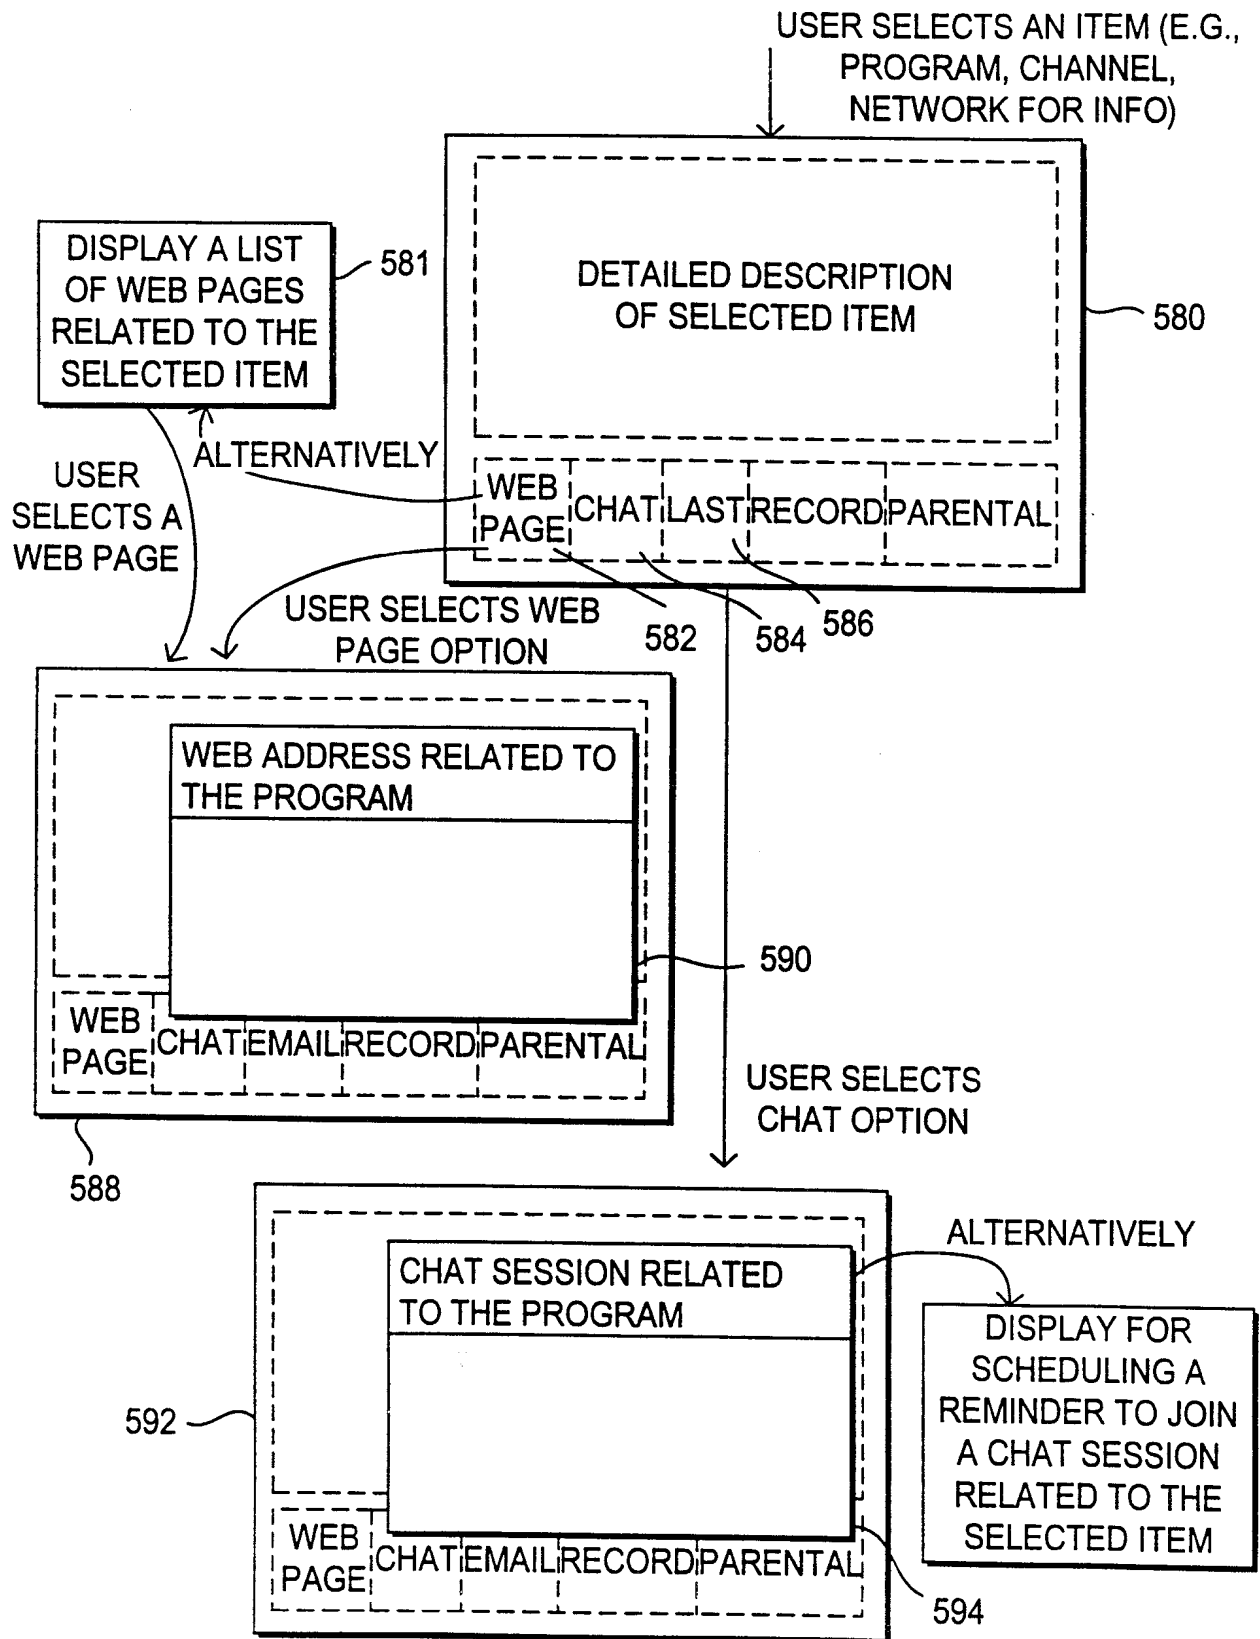 USER SELECTS AN ITEM (E.G.,
PROGRAM, CHANNEL,
NETWORK FOR INFO)
DISPLAY A LIST
OF WEB PAGES
RELATED TO THE
SELECTED ITEM
581
DETAILED DESCRIPTION
OF SELECTED ITEM
580
ALTERNATIVELY
USER
SELECTS A
WEB PAGE
WEB
PAGE
CHAT
LAST
RECORD
PARENTAL
USER SELECTS WEB
PAGE OPTION
582
584
586
WEB ADDRESS RELATED TO
THE PROGRAM
590
WEB
PAGE
CHAT
EMAIL
RECORD
PARENTAL
588
USER SELECTS
CHAT OPTION
CHAT SESSION RELATED
TO THE PROGRAM
ALTERNATIVELY
DISPLAY FOR
SCHEDULING A
REMINDER TO JOIN
A CHAT SESSION
RELATED TO THE
SELECTED ITEM
592
WEB
PAGE
CHAT
EMAIL
RECORD
PARENTAL
594